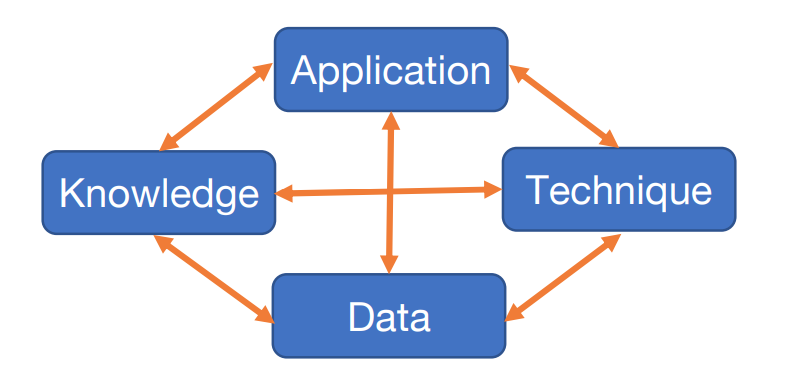 Application
Knowledge
Technique
Data